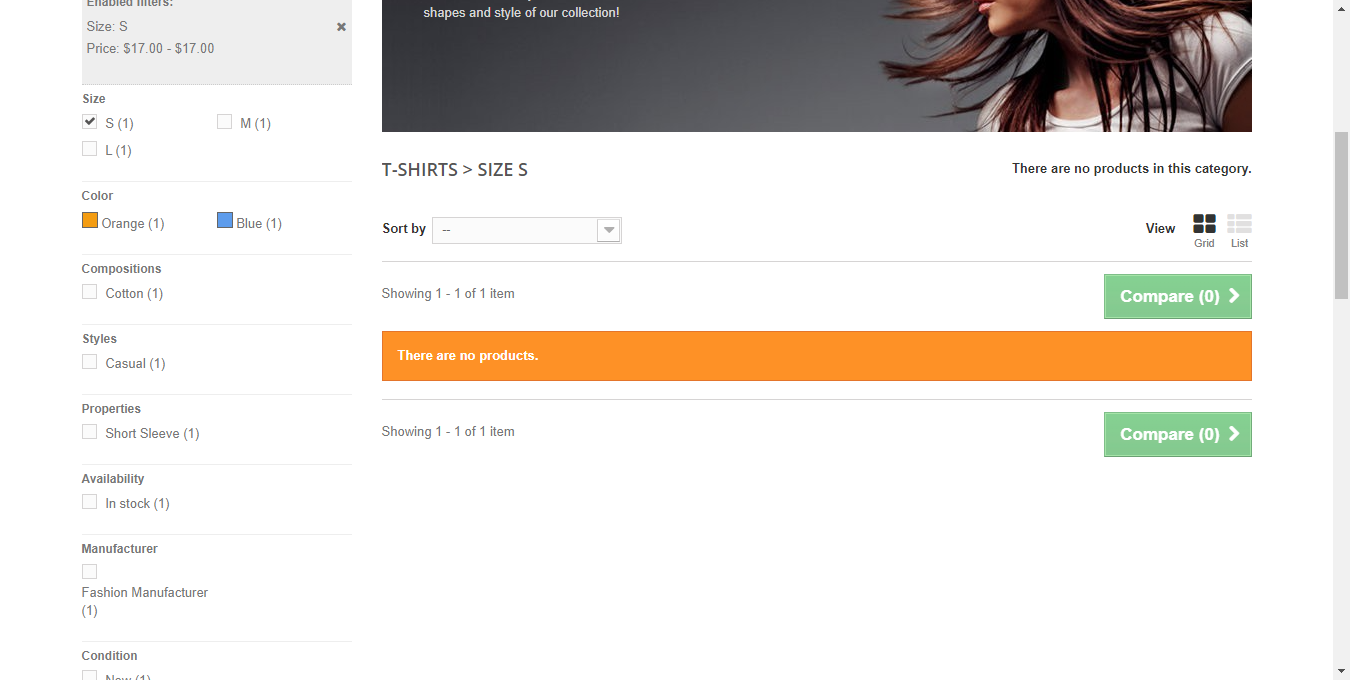 Enabled filters:
Size: S
Price: $17.00 - $17.00
Size
S (1)
M (1)
L (1)
Color
Orange (1)
Blue (1)
Compositions
Cotton (1)
Styles
Casual (1)
Properties
Short Sleeve (1)
Availability
In stock (1)
Manufacturer
Fashion Manufacturer
(1)
Condition
New (1)
shapes and style of our collection!
T-SHIRTS > SIZE S
There are no products in this category.
Sort by
--
View
Grid
List
Showing 1 - 1 of 1 item
Compare (0)
There are no products.
Showing 1 - 1 of 1 item
Compare (0)